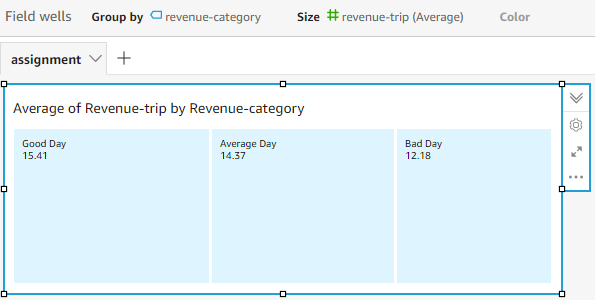 Field wells Group by revenue-category Size revenue-trip (Average) Color
assignment
Average of Revenue-trip by Revenue-category
Good Day Average Day Bad Day
15.41 14.37 12.18